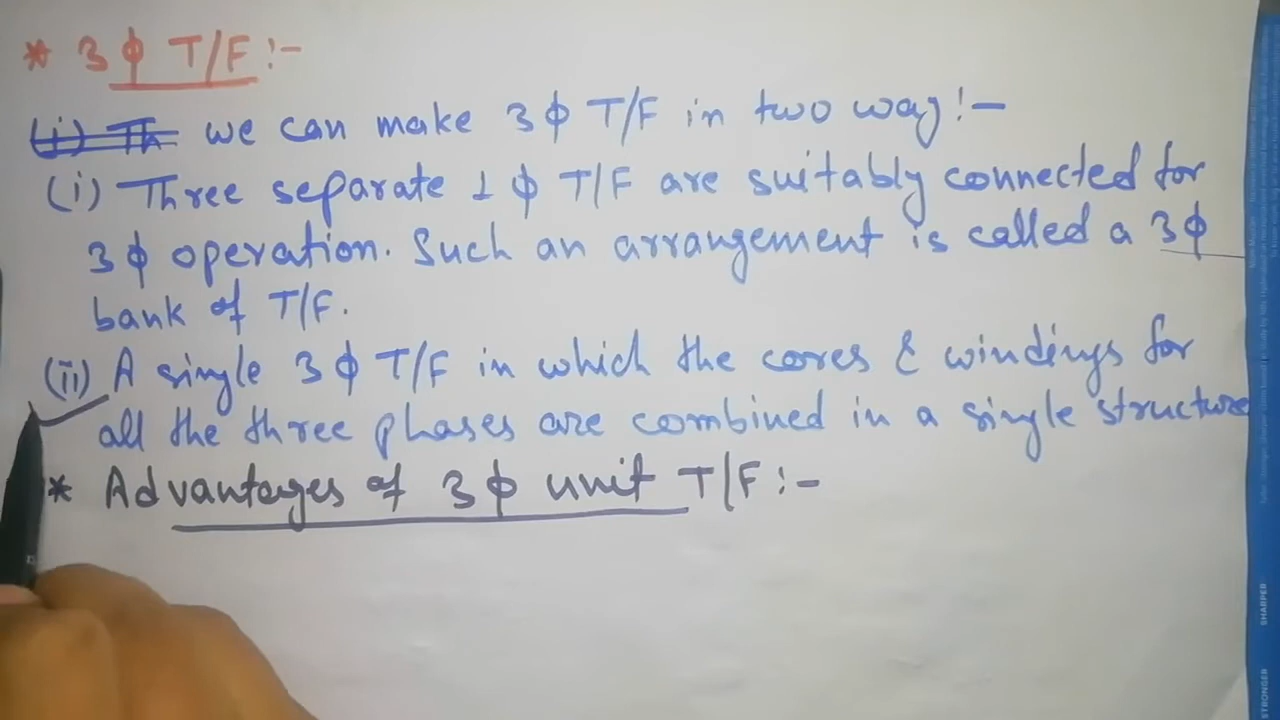 * 3ϕ T/F :-
(i) Th we can make 3ϕ T/F in two way :-
(i) Three separate 1ϕ T/F are suitably connected for
3ϕ operation. Such an arrangement is called a 3ϕ
bank of T/F.
(ii) A single 3ϕ T/F in which the cores & windings for
all the three phases are combined in a single structure
* Advantages of 3ϕ unit T/F :-
SHARPER
STRONGER